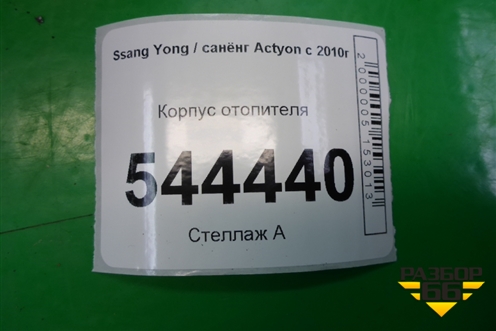 Ssang Yong / санёнг Actyon с 2010г
Корпус отопителя
544440
Стеллаж А
2000005153013
РАЗБОР
66